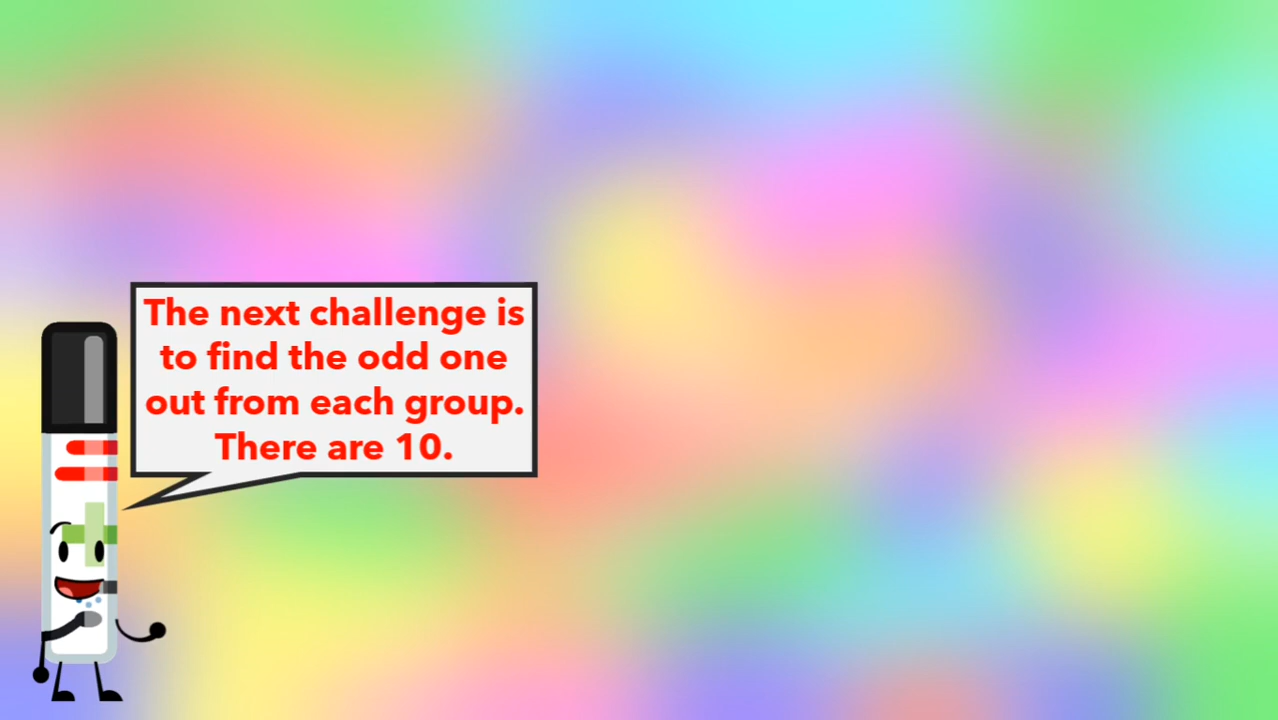 The next challenge is
to find the odd one
out from each group.
There are 10.